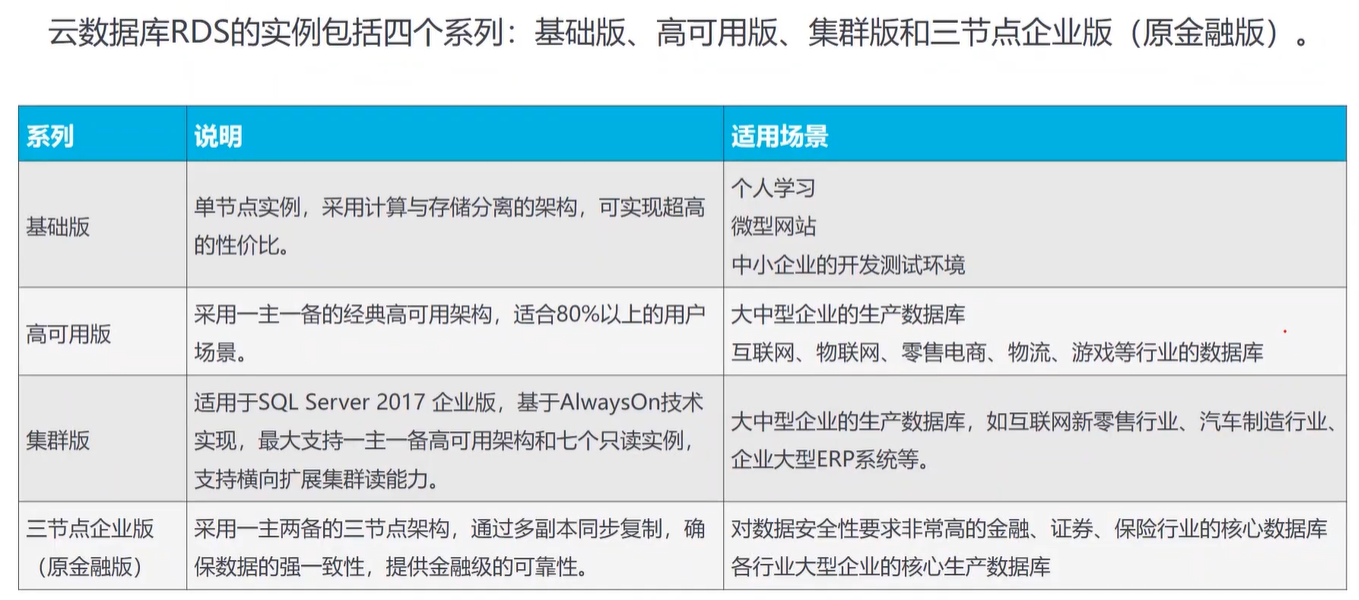 云数据库RDS的实例包括四个系列：基础版、高可用版、集群版和三节点企业版（原金融版）。
系列
说明
适用场景
基础版
单节点实例，采用计算与存储分离的架构，可实现超高
的性价比。
个人学习
微型网站
中小企业的开发测试环境
高可用版
采用一主一备的经典高可用架构，适合80%以上的用户
场景。
大中型企业的生产数据库
互联网、物联网、零售电商、物流、游戏等行业的数据库
集群版
适用于SQL Server 2017 企业版，基于AlwaysOn技术
实现，最大支持一主一备高可用架构和七个只读实例，
支持横向扩展集群读能力。
大中型企业的生产数据库，如互联网新零售行业、汽车制造行业、
企业大型ERP系统等。
三节点企业版
（原金融版）
采用一主两备的三节点架构，通过多副本同步复制，确
保数据的强一致性，提供金融级的可靠性。
对数据安全性要求非常高的金融、证券、保险行业的核心数据库
各行业大型企业的核心生产数据库